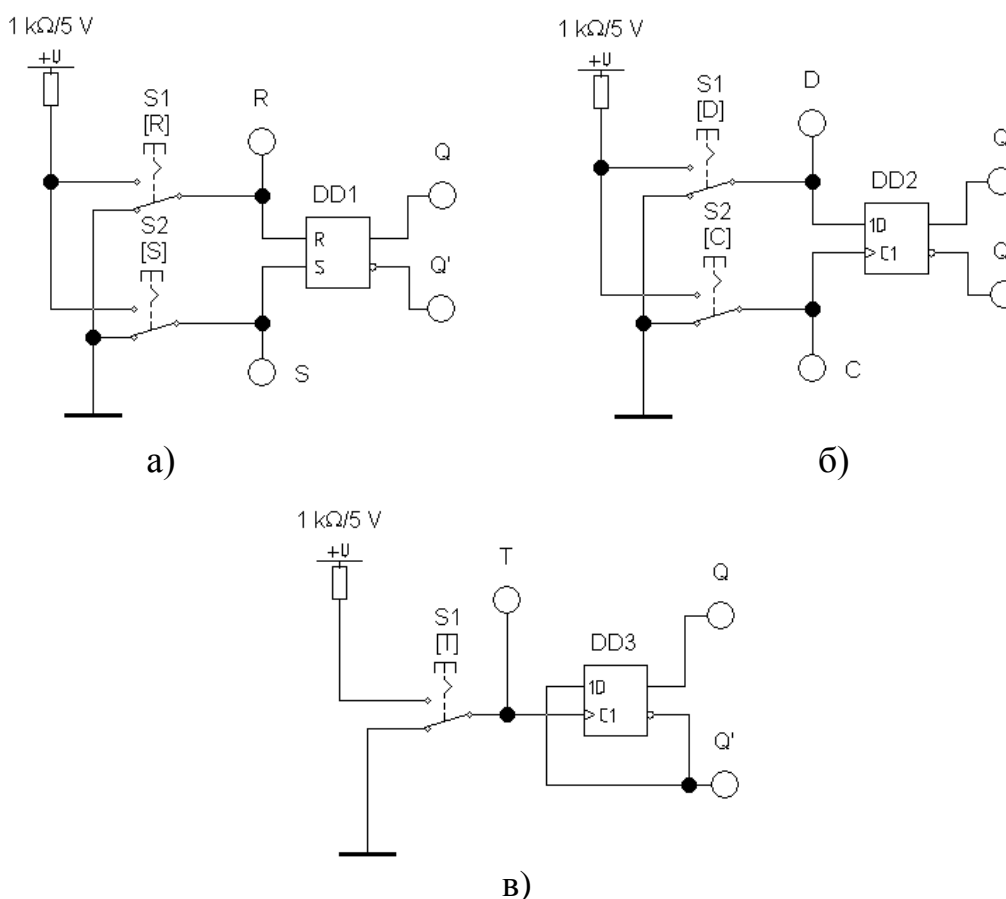 1 kΩ/5 V
+U
S1
[R]
R
Q
DD1
R
S
S2
[S]
Q'
S
а)
1 kΩ/5 V
+U
S1
[D]
D
Q
DD2
1D
C1
S2
[C]
Q
C
б)
1 kΩ/5 V
+U
T
Q
S1
[T]
DD3
1D
C1
Q'
в)